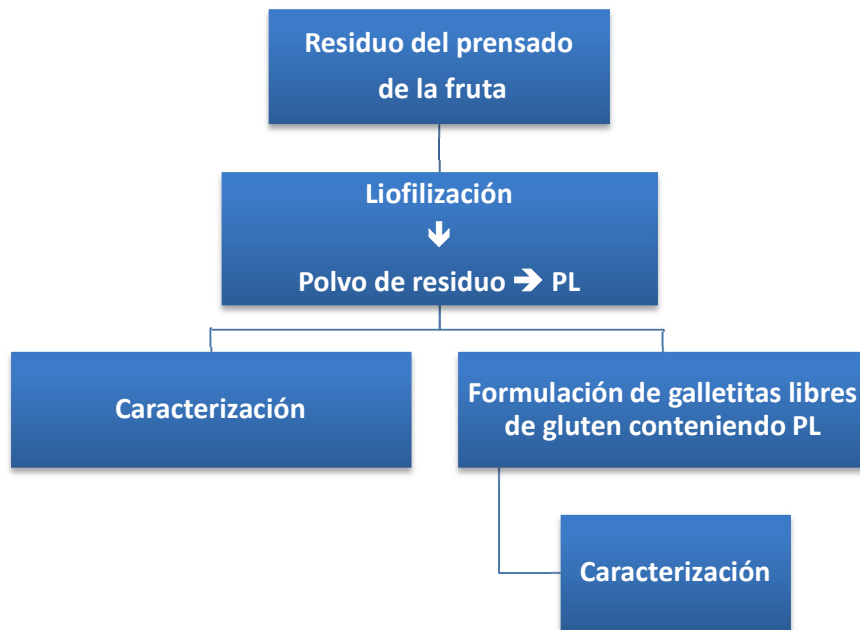 Residuo del prensado
de la fruta
Liofilización
🡻
Polvo de residuo 🡺 PL
Caracterización
Formulación de galletitas libres
de gluten conteniendo PL
Caracterización